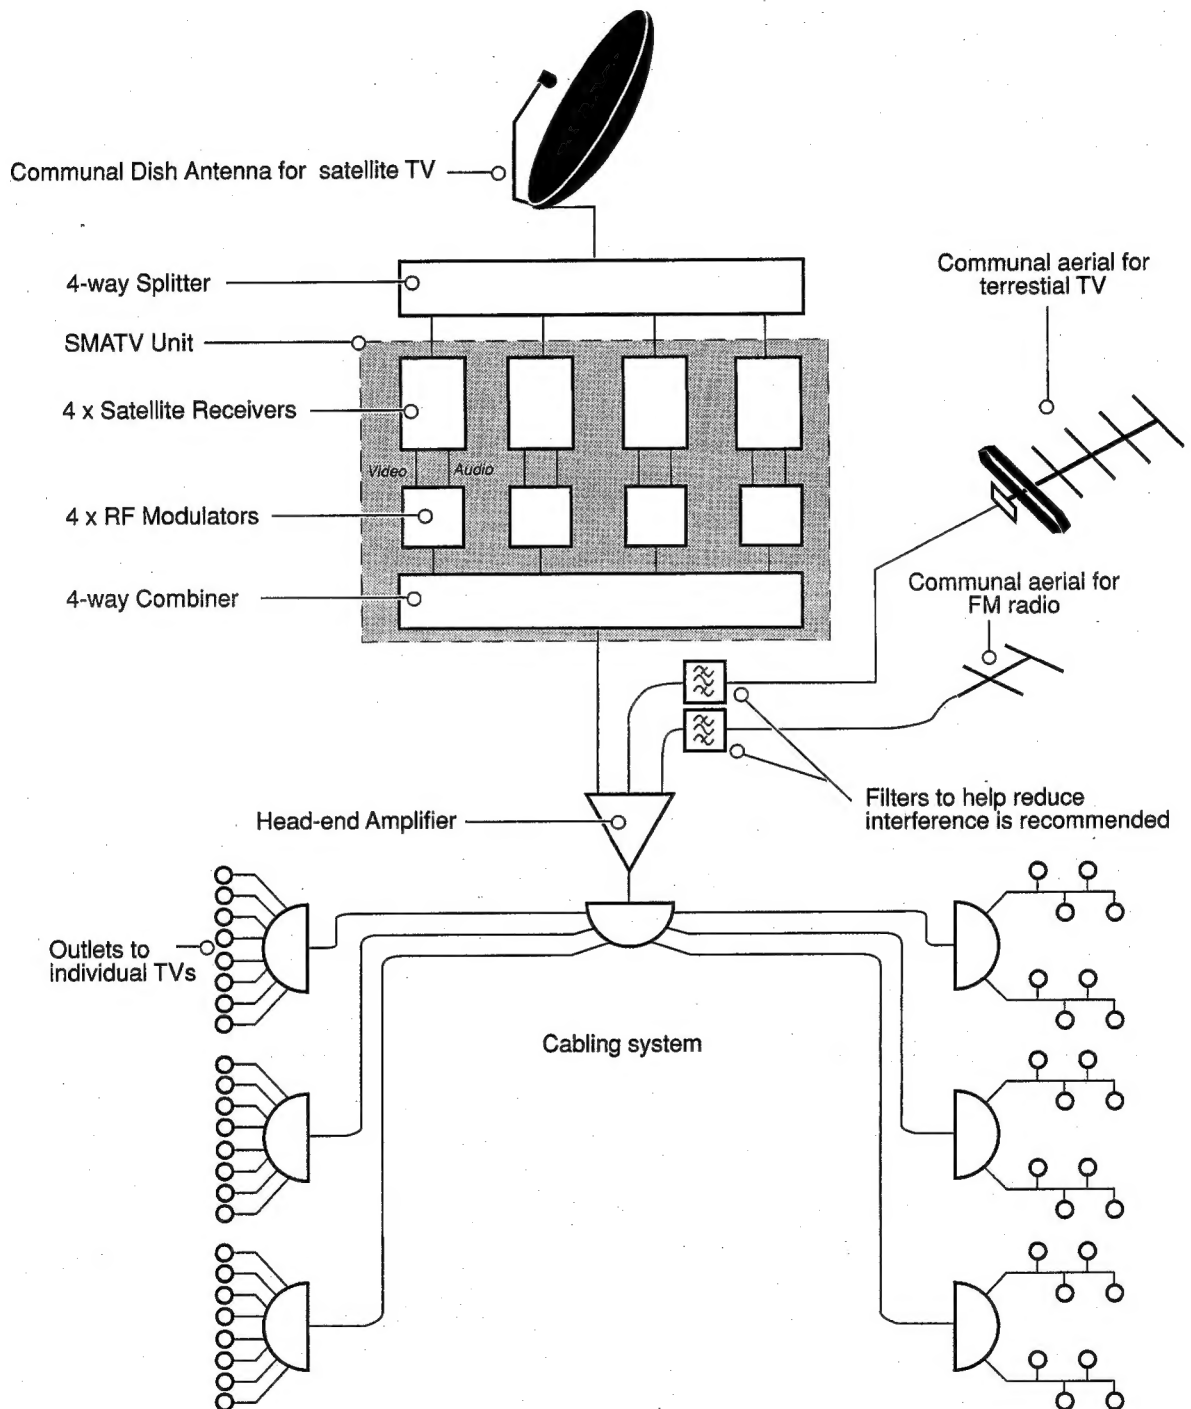 Communal Dish Antenna for satellite TV
4-way Splitter
Communal aerial for
terrestial TV
SMATV Unit
4 x Satellite Receivers
Video
Audio
4 x RF Modulators
4-way Combiner
Communal aerial for
FM radio
Head-end Amplifier
Filters to help reduce
interference is recommended
Outlets to
individual TVs
Cabling system